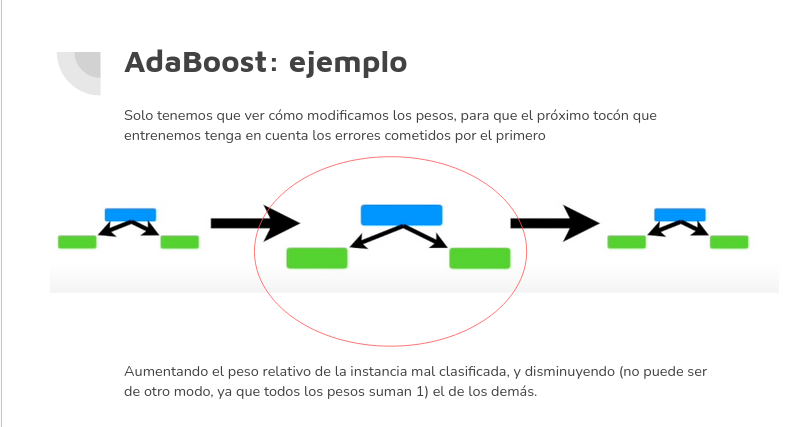 AdaBoost: ejemplo
Solo tenemos que ver cómo modificamos los pesos, para que el próximo tocón que
entrenemos tenga en cuenta los errores cometidos por el primero
Aumentando el peso relativo de la instancia mal clasificada, y disminuyendo (no puede ser
de otro modo, ya que todos los pesos suman 1) el de los demás.